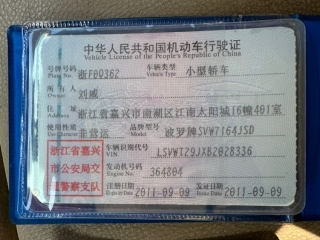 中华人民共和国机动车行驶证
Vehicle License of the People's Republic of China
号牌号码 浙F00362 车辆类型 小型轿车
Plate No. Vehicle Type
所有人 刘威
Owner
住址 浙江省嘉兴市南湖区江南太阳城16幢401室
使用性质 非营运 品牌型号 波罗牌SVW7164JSD
浙江省嘉兴
市公安局交
通警察支队
车辆识别代号 LSVWT29JXB2028336
VIN
发动机号码 364804
Engine No.
注册日期 2011-09-09 发证日期 2011-09-09
Register Date Issue Date